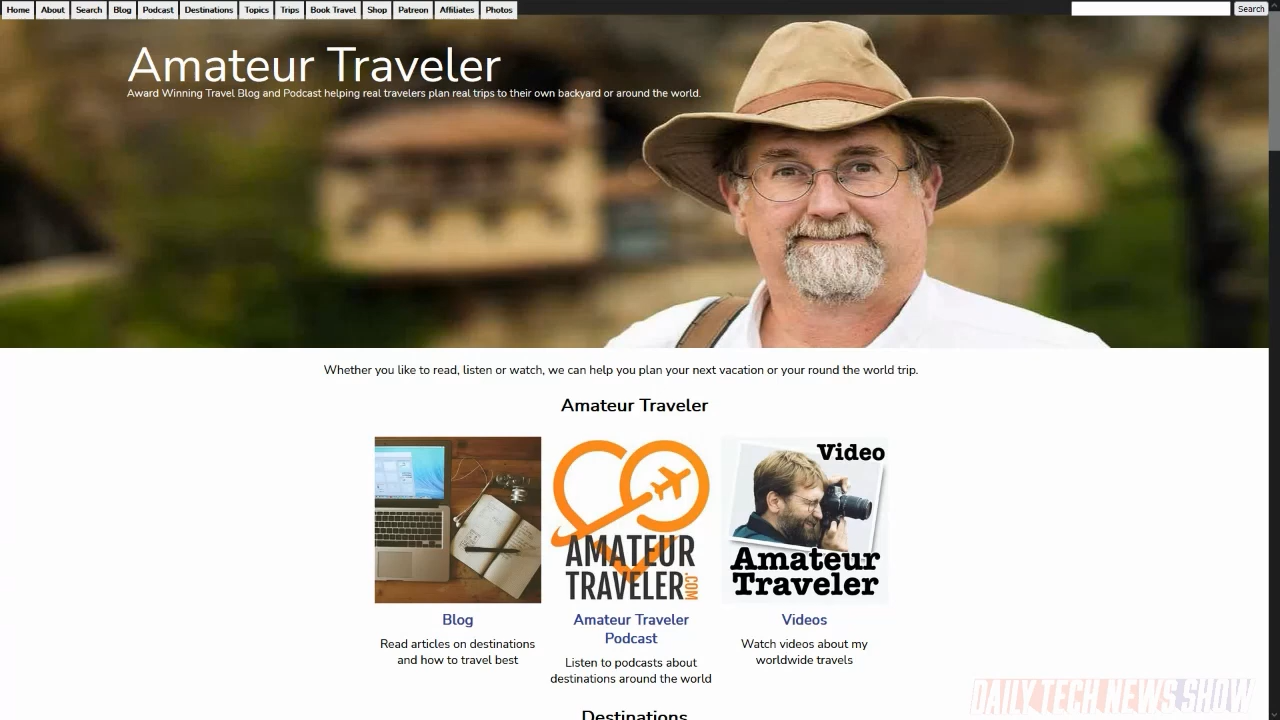 Home About Search Blog Podcast Destinations Topics Trips Book Travel Shop Patreon Affiliates Photos Search
Amateur Traveler
Award Winning Travel Blog and Podcast helping real travelers plan real trips to their own backyard or around the world.
Whether you like to read, listen or watch, we can help you plan your next vacation or your round the world trip.
Amateur Traveler
AMATEUR
TRAVELER
.COM
Video
Amateur
Traveler
Blog
Read articles on destinations
and how to travel best
Amateur Traveler
Podcast
Listen to podcasts about
destinations around the world
Videos
Watch videos about my
worldwide travels
Destinations
DAILY TECH NEWS SHOW